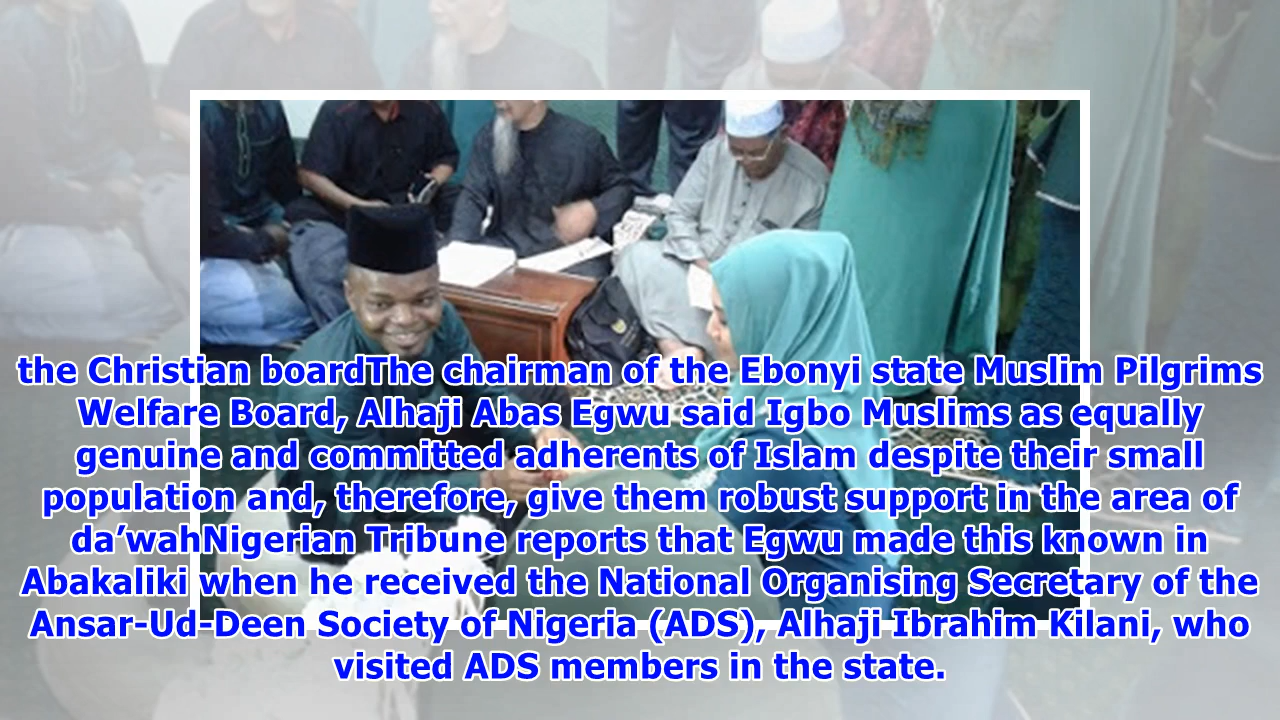 the Christian boardThe chairman of the Ebonyi state Muslim Pilgrims
Welfare Board, Alhaji Abas Egwu said Igbo Muslims as equally
genuine and committed adherents of Islam despite their small
population and, therefore, give them robust support in the area of
da’wahNigerian Tribune reports that Egwu made this known in
Abakaliki when he received the National Organising Secretary of the
Ansar-Ud-Deen Society of Nigeria (ADS), Alhaji Ibrahim Kilani, who
visited ADS members in the state.